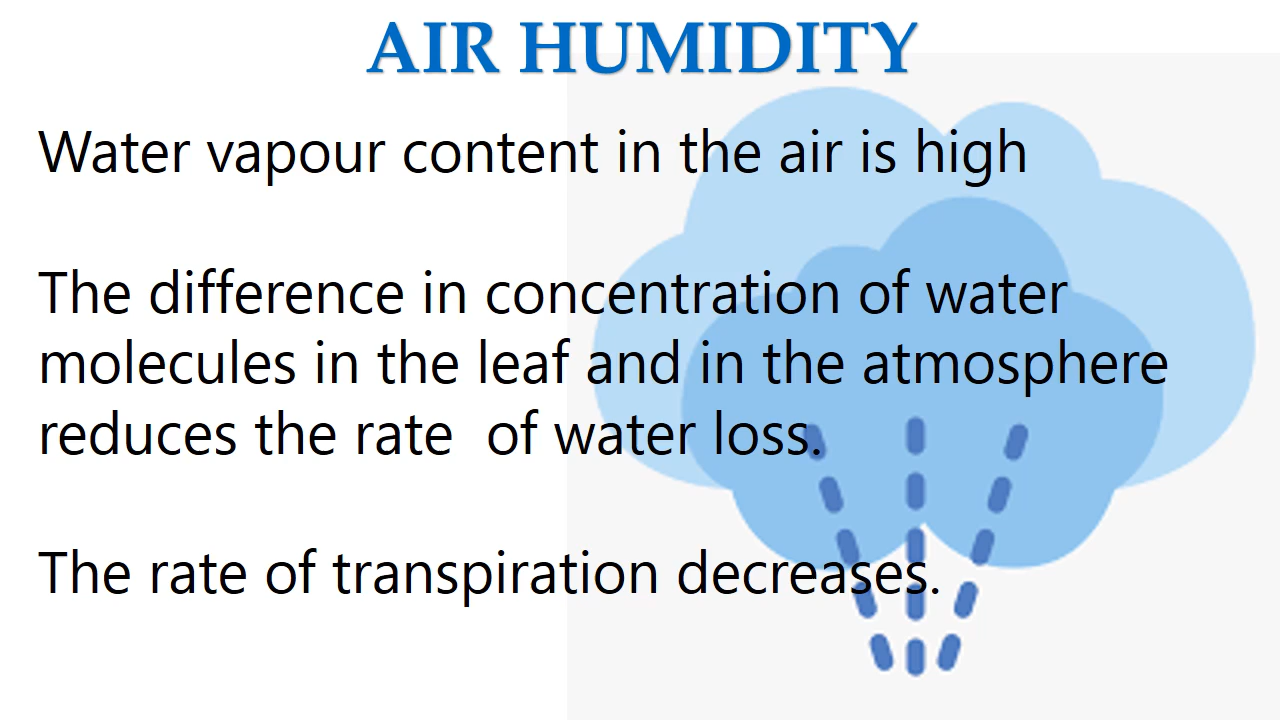 AIR HUMIDITY
Water vapour content in the air is high
The difference in concentration of water
molecules in the leaf and in the atmosphere
reduces the rate  of water loss.
The rate of transpiration decreases.